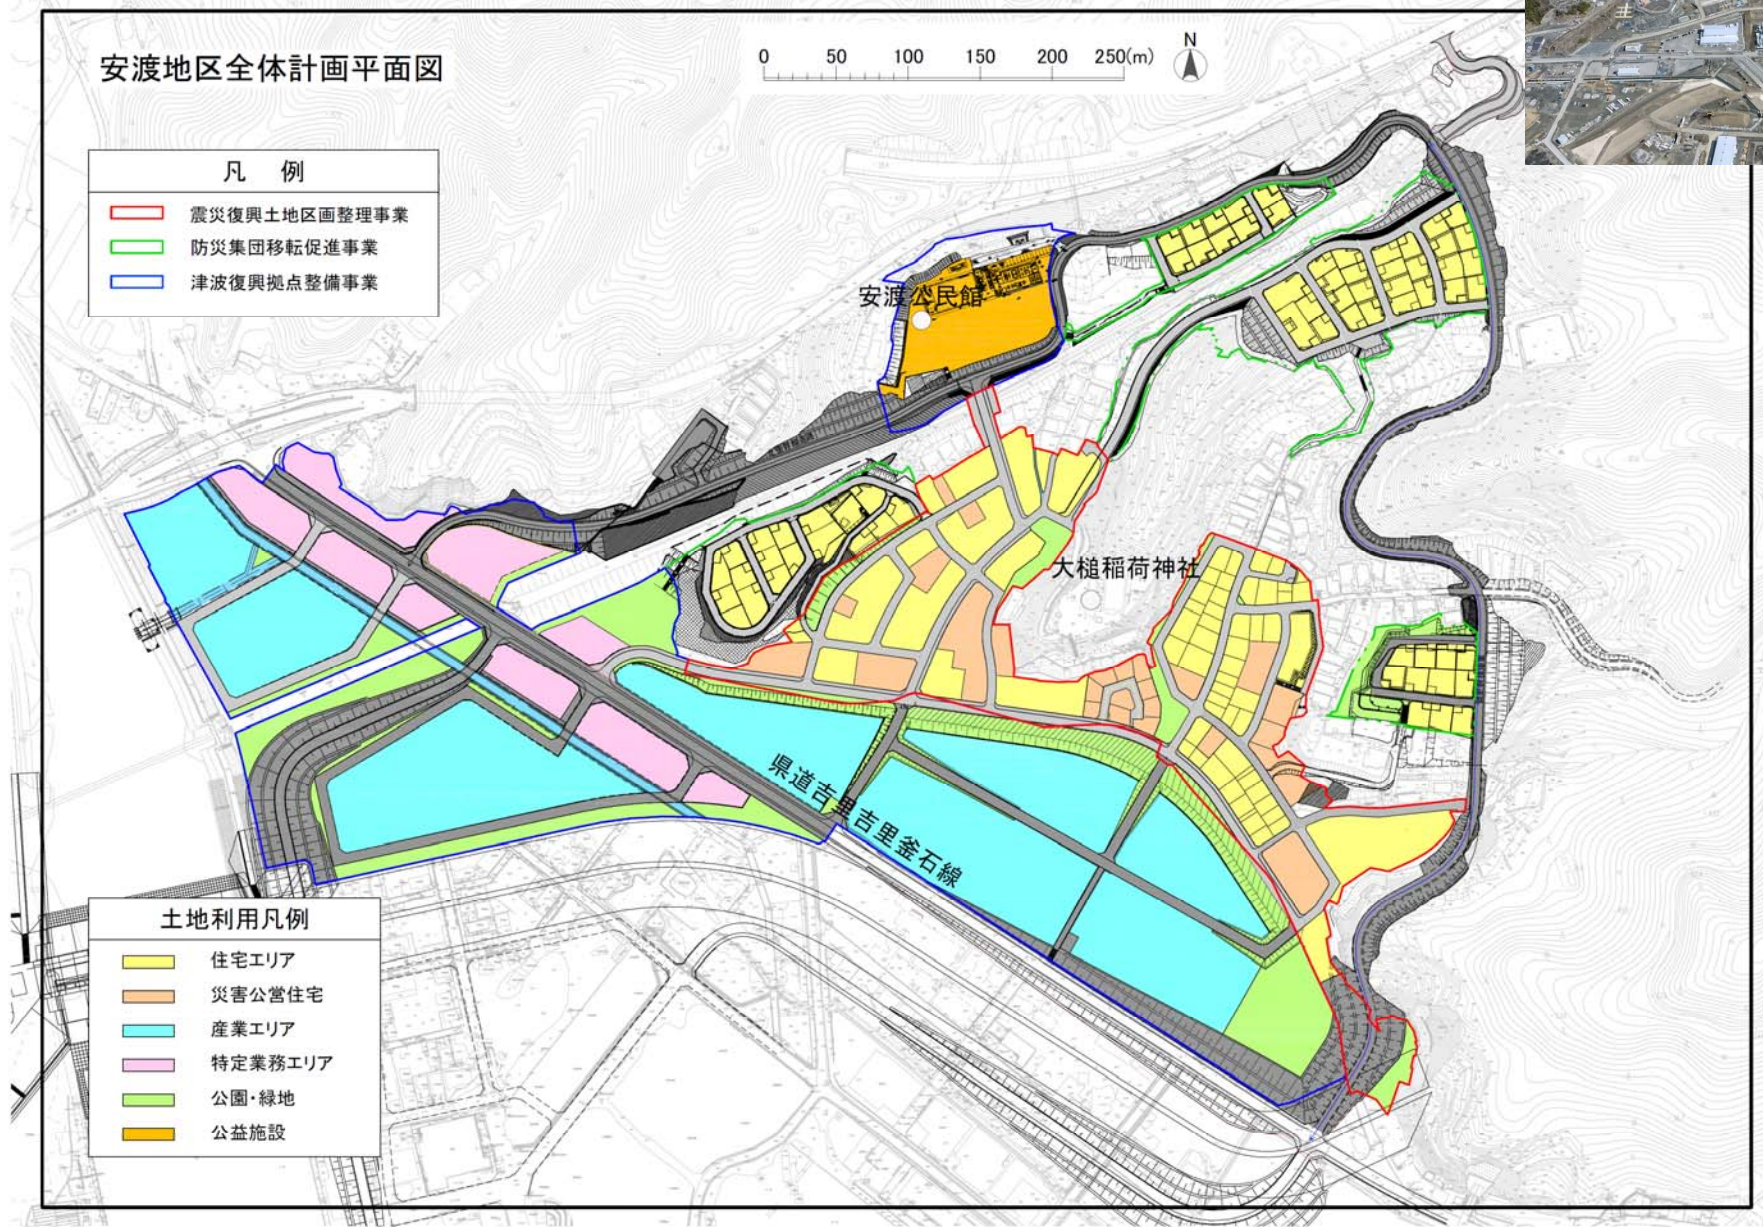 安渡地区全体計画平面図
0 50 100 150 200 250(m)
N
凡 例
震災復興土地区画整理事業
防災集団移転促進事業
津波復興拠点整備事業
安渡公民館
大槌稲荷神社
県道吉里吉里釜石線
土地利用凡例
住宅エリア
災害公営住宅
産業エリア
特定業務エリア
公園・緑地
公益施設